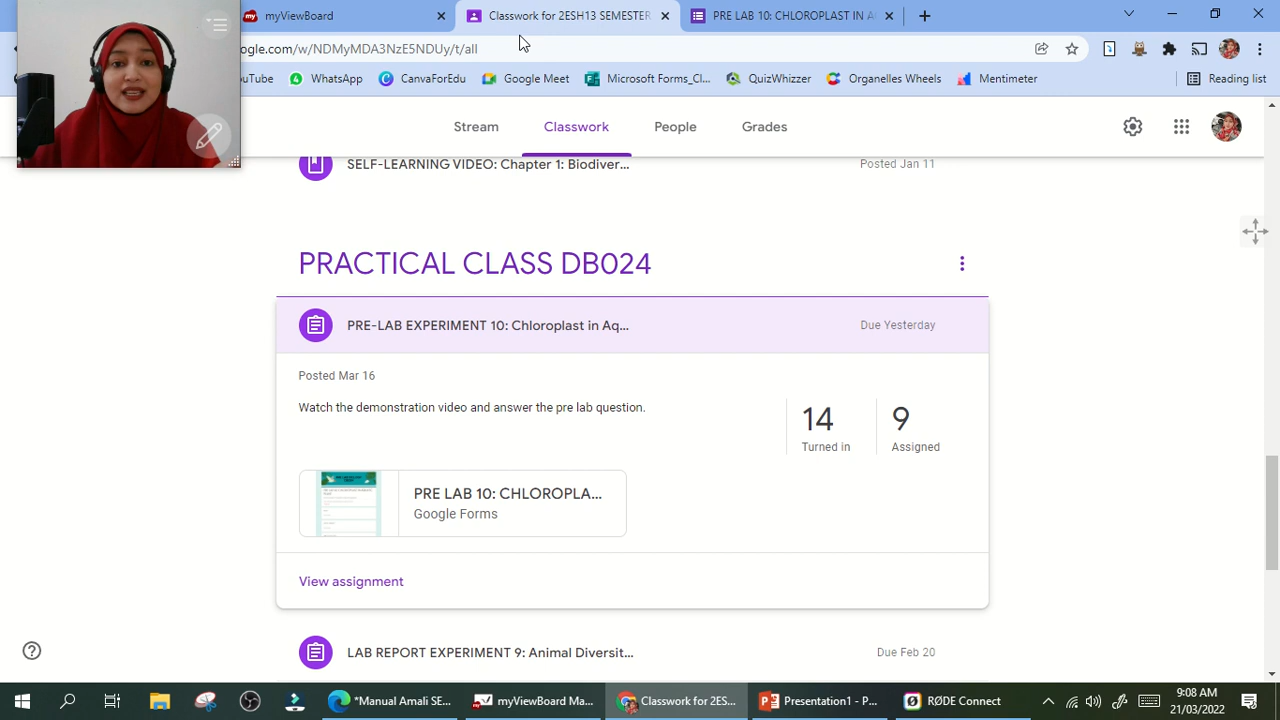 myViewBoard
Classwork for 2ESH13 SEMESTER
PRE LAB 10: CHLOROPLAST IN A
ogle.com/w/NDMyMDA3NzE5NDUy/t/all
ouTube
WhatsApp
CanvaForEdu
Google Meet
Microsoft Forms_Cl...
QuizWhizzer
Organelles Wheels
Mentimeter
Reading list
Stream
Classwork
People
Grades
SELF-LEARNING VIDEO: Chapter 1: Biodiver...
Posted Jan 11
PRACTICAL CLASS DB024
PRE-LAB EXPERIMENT 10: Chloroplast in Aq...
Due Yesterday
Posted Mar 16
Watch the demonstration video and answer the pre lab question.
14
Turned in
9
Assigned
PRE LAB 10: CHLOROPLA...
Google Forms
View assignment
LAB REPORT EXPERIMENT 9: Animal Diversit...
Due Feb 20
*Manual Amali SE...
myViewBoard Ma...
Classwork for 2ES...
Presentation1 - P...
RØDE Connect
9:08 AM
21/03/2022